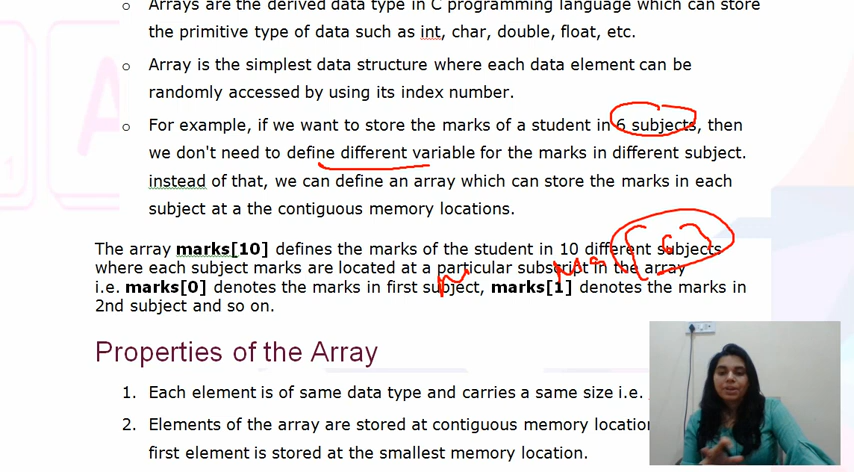 Arrays are the derived data type in C programming language which can store
the primitive type of data such as int, char, double, float, etc.
Array is the simplest data structure where each data element can be
randomly accessed by using its index number.
For example, if we want to store the marks of a student in 6 subjects, then
we don't need to define different variable for the marks in different subject.
instead of that, we can define an array which can store the marks in each
subject at a the contiguous memory locations.
The array marks[10] defines the marks of the student in 10 different subjects
where each subject marks are located at a particular substript in the array
i.e. marks[0] denotes the marks in first subject, marks[1] denotes the marks in
2nd subject and so on.
Properties of the Array
1. Each element is of same data type and carries a same size i.e.
2. Elements of the array are stored at contiguous memory
first element is stored at the smallest memory location.